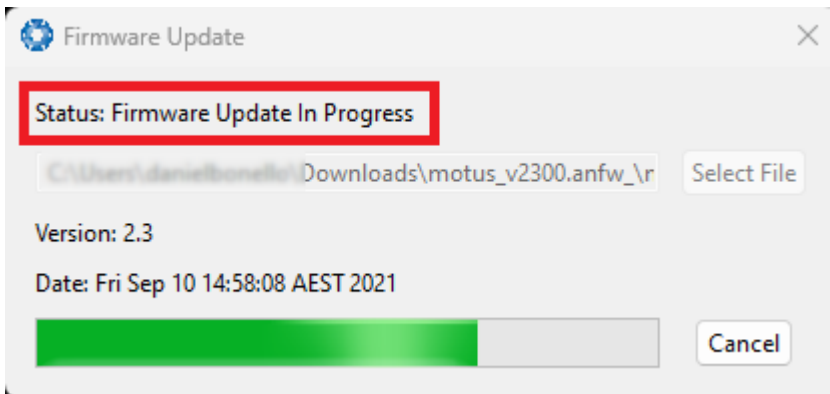 Firmware Update
Status: Firmware Update In Progress
Downloads\motus_v2300.anfw_\r Select File
Version: 2.3
Date: Fri Sep 10 14:58:08 AEST 2021
Cancel